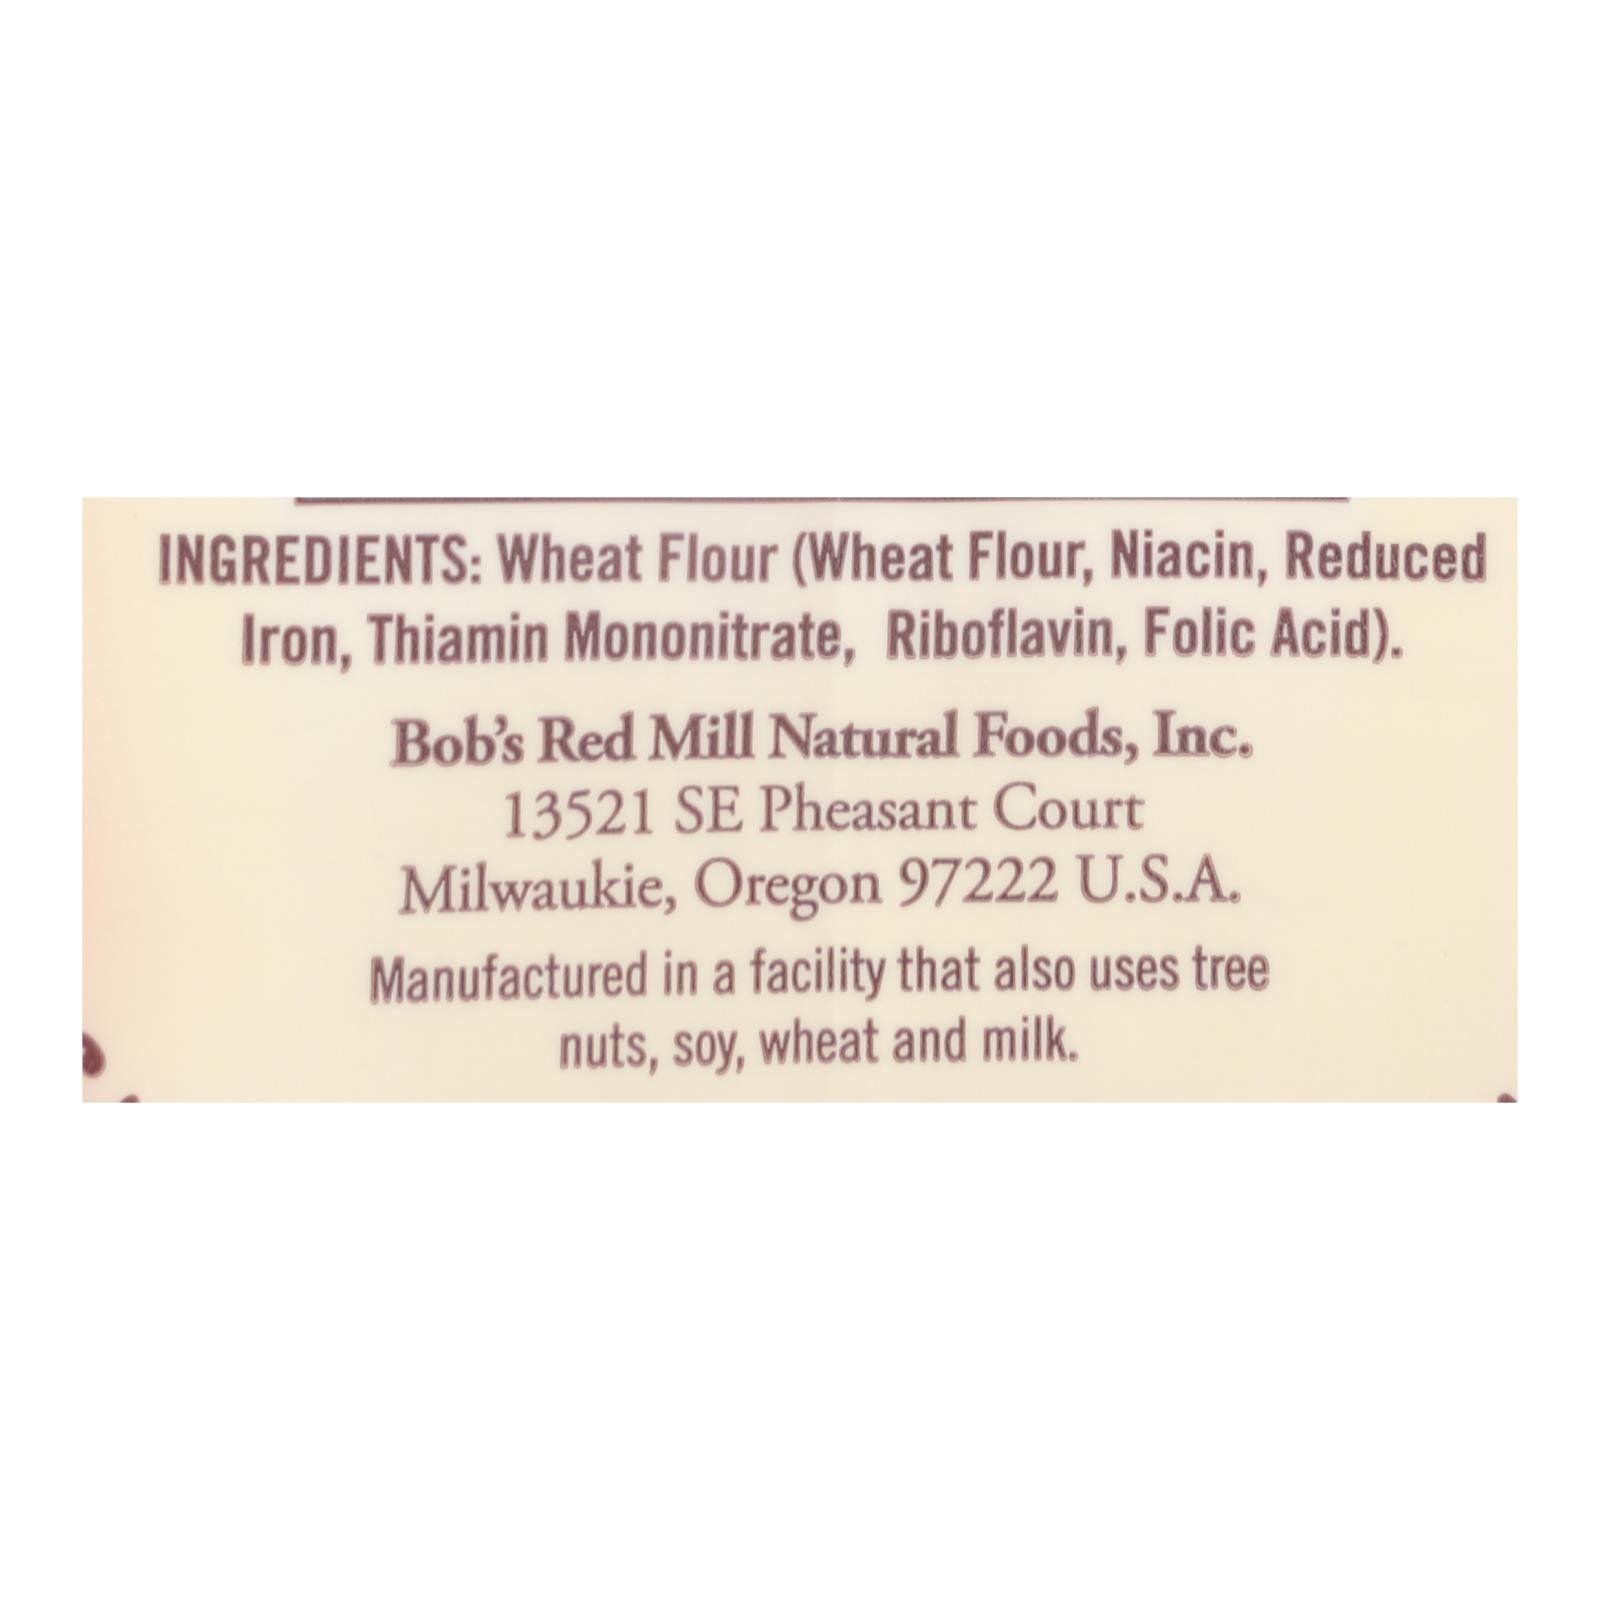 INGREDIENTS: Wheat Flour (Wheat Flour, Niacin, Reduced
Iron, Thiamin Mononitrate, Riboflavin, Folic Acid).
Bob's Red Mill Natural Foods, Inc.
13521 SE Pheasant Court
Milwaukie, Oregon 97222 U.S.A.
Manufactured in a facility that also uses tree
nuts, soy, wheat and milk.